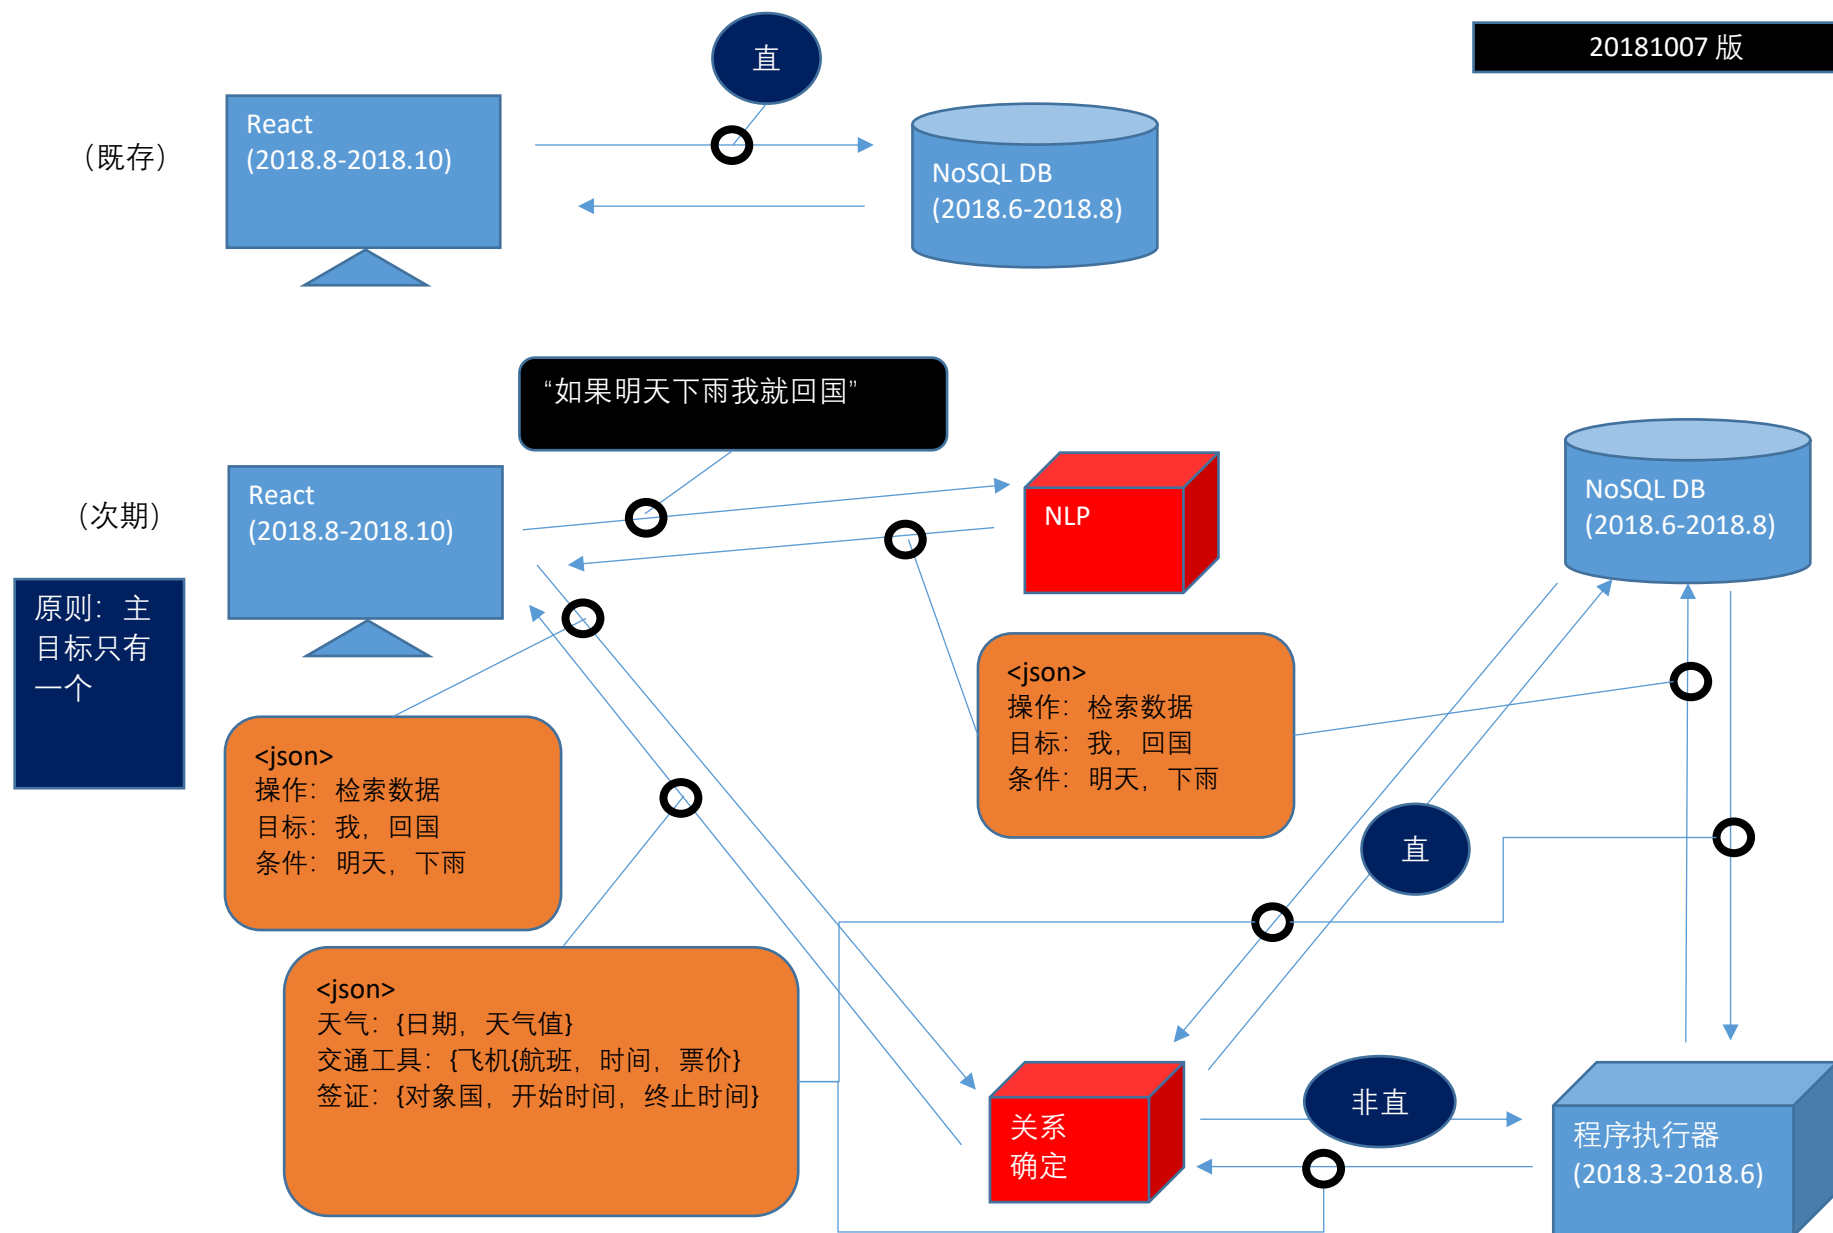 直
20181007 版
（既存）
React
(2018.8-2018.10)
NoSQL DB
(2018.6-2018.8)
“如果明天下雨我就回国”
（次期）
React
(2018.8-2018.10)
NLP
NoSQL DB
(2018.6-2018.8)
原则：主
目标只有
一个
<json>
操作：检索数据
目标：我，回国
条件：明天，下雨
<json>
操作：检索数据
目标：我，回国
条件：明天，下雨
直
<json>
天气：{日期，天气值}
交通工具：{飞机{航班，时间，票价}
签证：{对象国，开始时间，终止时间}
关系
确定
非直
程序执行器
(2018.3-2018.6)